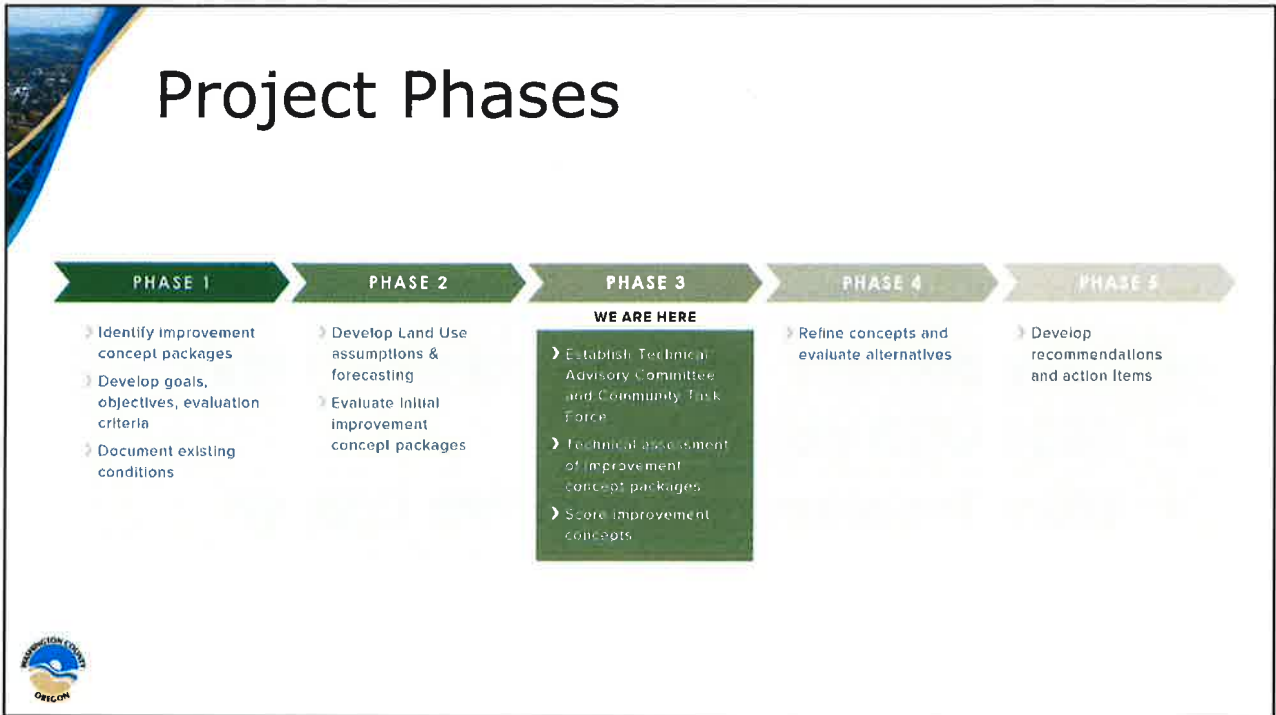 Project Phases
PHASE 1
Identify improvement
concept packages
Develop goals,
objectives, evaluation
criteria
Document existing
conditions
PHASE 2
Develop Land Use
assumptions &
forecasting
Evaluate Initial
improvement
concept packages
PHASE 3
WE ARE HERE
Establish Technical
Advisory Committee
and Community Task
Force
Technical assessment
of improvement
concept packages
Score improvement
concepts
PHASE 4
Refine concepts and
evaluate alternatives
PHASE 5
Develop
recommendations
and action items
WASHINGTON COUNTY
OREGON